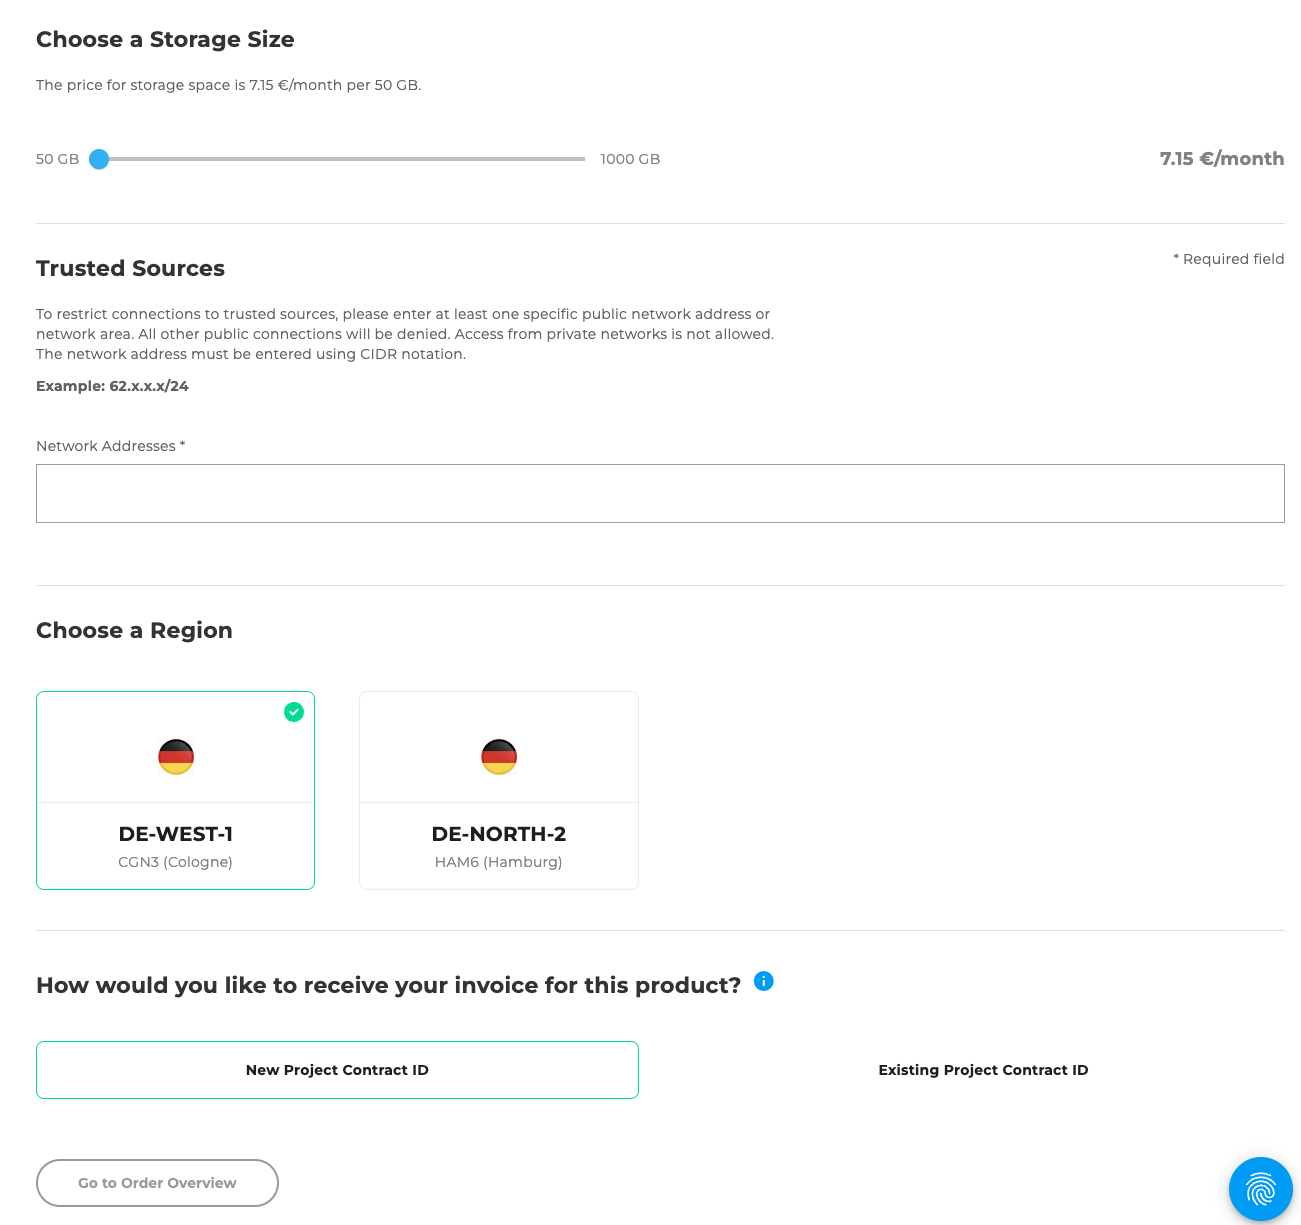 Choose a Storage Size
The price for storage space is 7.15 €/month per 50 GB.
50 GB
1000 GB
7.15 €/month
Trusted Sources
* Required field
To restrict connections to trusted sources, please enter at least one specific public network address or
network area. All other public connections will be denied. Access from private networks is not allowed.
The network address must be entered using CIDR notation.
Example: 62.x.x.x/24
Network Addresses *
Choose a Region
DE-WEST-1
CGN3 (Cologne)
DE-NORTH-2
HAM6 (Hamburg)
How would you like to receive your invoice for this product?
New Project Contract ID
Existing Project Contract ID
Go to Order Overview